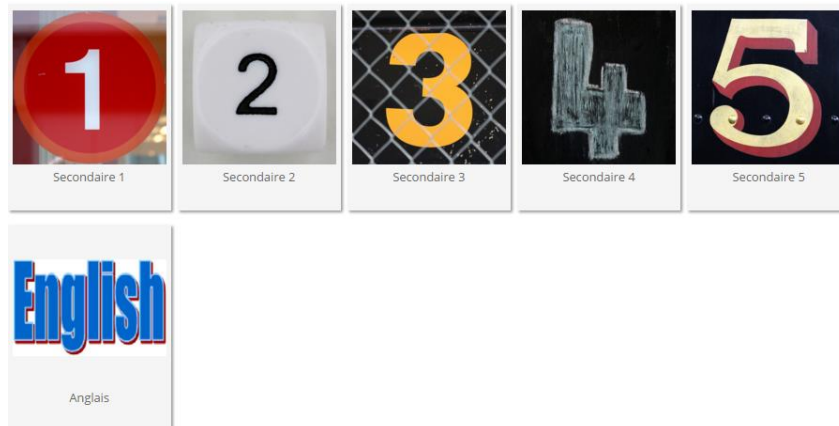 1
2
3
4
5
Secondaire 1
Secondaire 2
Secondaire 3
Secondaire 4
Secondaire 5
English
Anglais